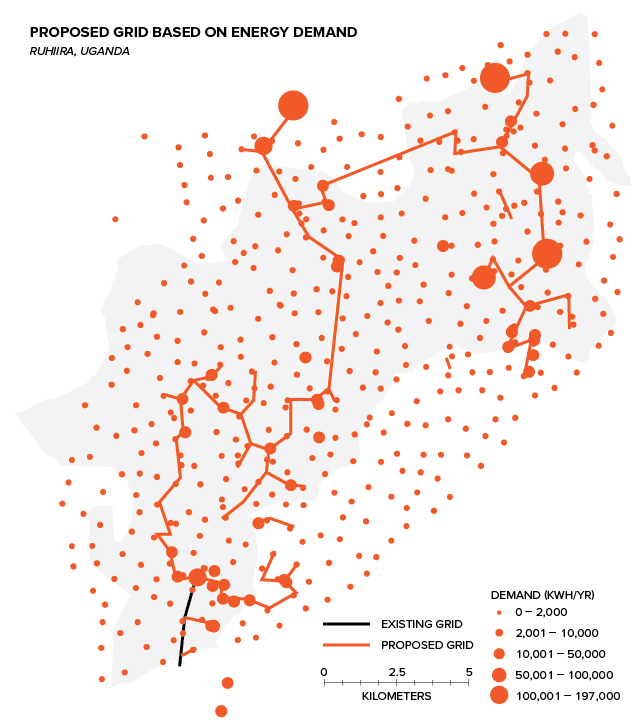 PROPOSED GRID BASED ON ENERGY DEMAND
RUHIIRA, UGANDA
DEMAND (KWH/YR)
0 – 2,000
2,001 – 10,000
10,001 – 50,000
50,001 – 100,000
100,001 – 197,000
EXISTING GRID
PROPOSED GRID
0 2.5 5
KILOMETERS